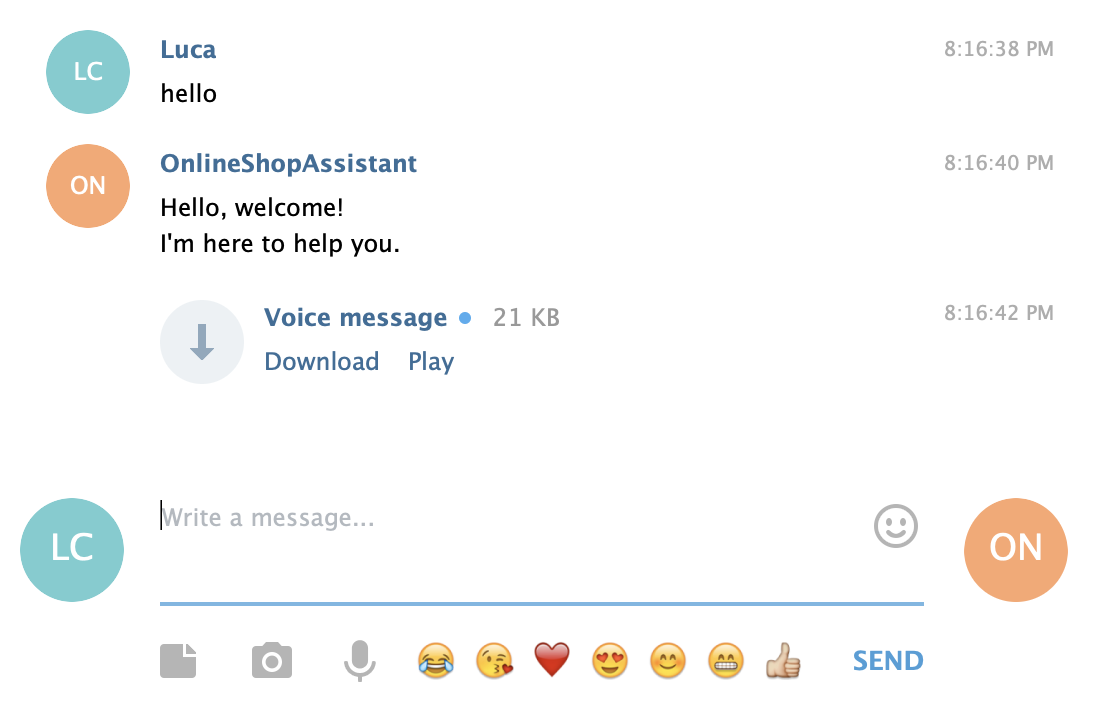 LC
Luca
8:16:38 PM
hello
ON
OnlineShopAssistant
8:16:40 PM
Hello, welcome!
I'm here to help you.
Voice message
21 KB
8:16:42 PM
Download Play
LC
Write a message...
ON
SEND